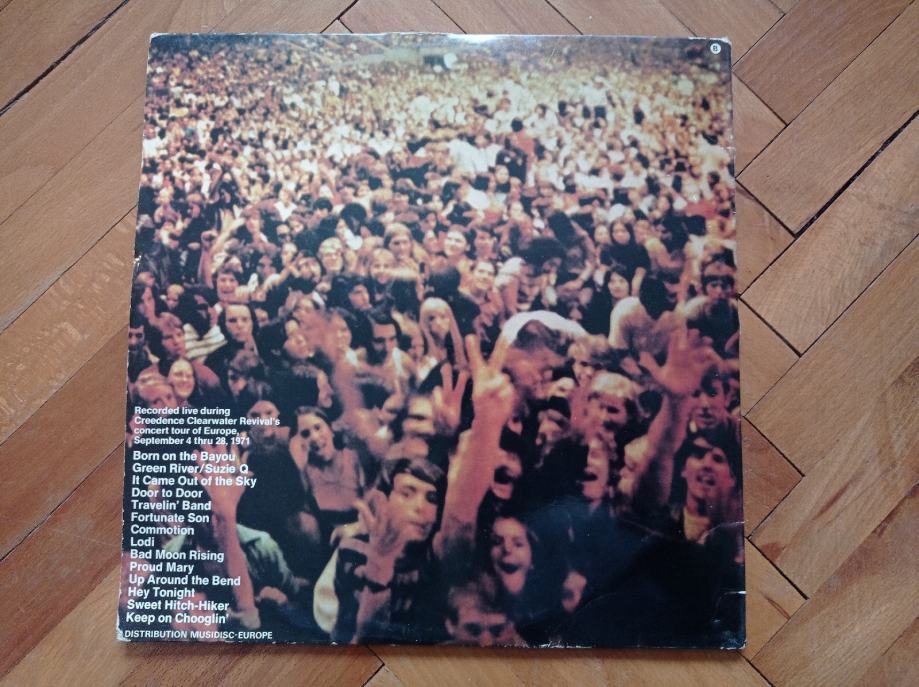 B
Recorded live during
Creedence Clearwater Revival's
concert tour of Europe,
September 4 thru 28, 1971
Born on the Bayou
Green River/Suzie Q
It Came Out of the Sky
Door to Door
Travelin' Band
Fortunate Son
Commotion
Lodi
Bad Moon Rising
Proud Mary
Up Around the Bend
Hey Tonight
Sweet Hitch-Hiker
Keep on Chooglin'
DISTRIBUTION MUSIDISC-EUROPE